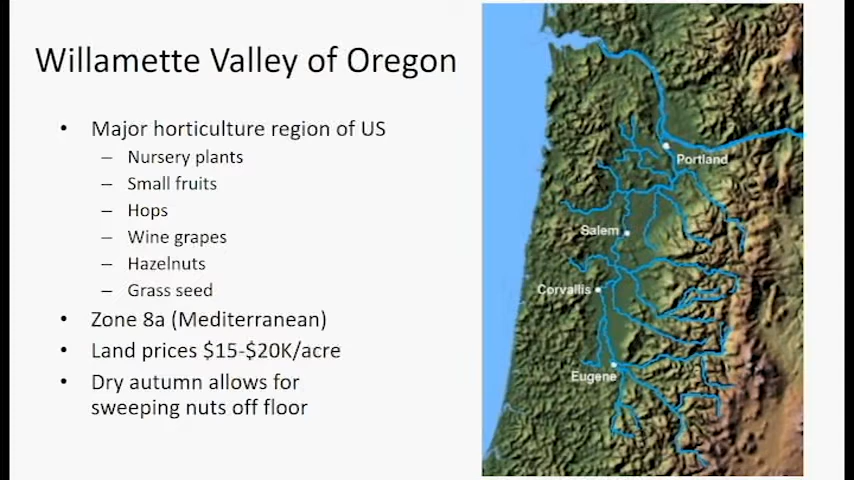 Willamette Valley of Oregon
• Major horticulture region of US
– Nursery plants
– Small fruits
– Hops
– Wine grapes
– Hazelnuts
– Grass seed
• Zone 8a (Mediterranean)
• Land prices $15-$20K/acre
• Dry autumn allows for
sweeping nuts off floor
Portland
Salem
Corvallis
Eugene